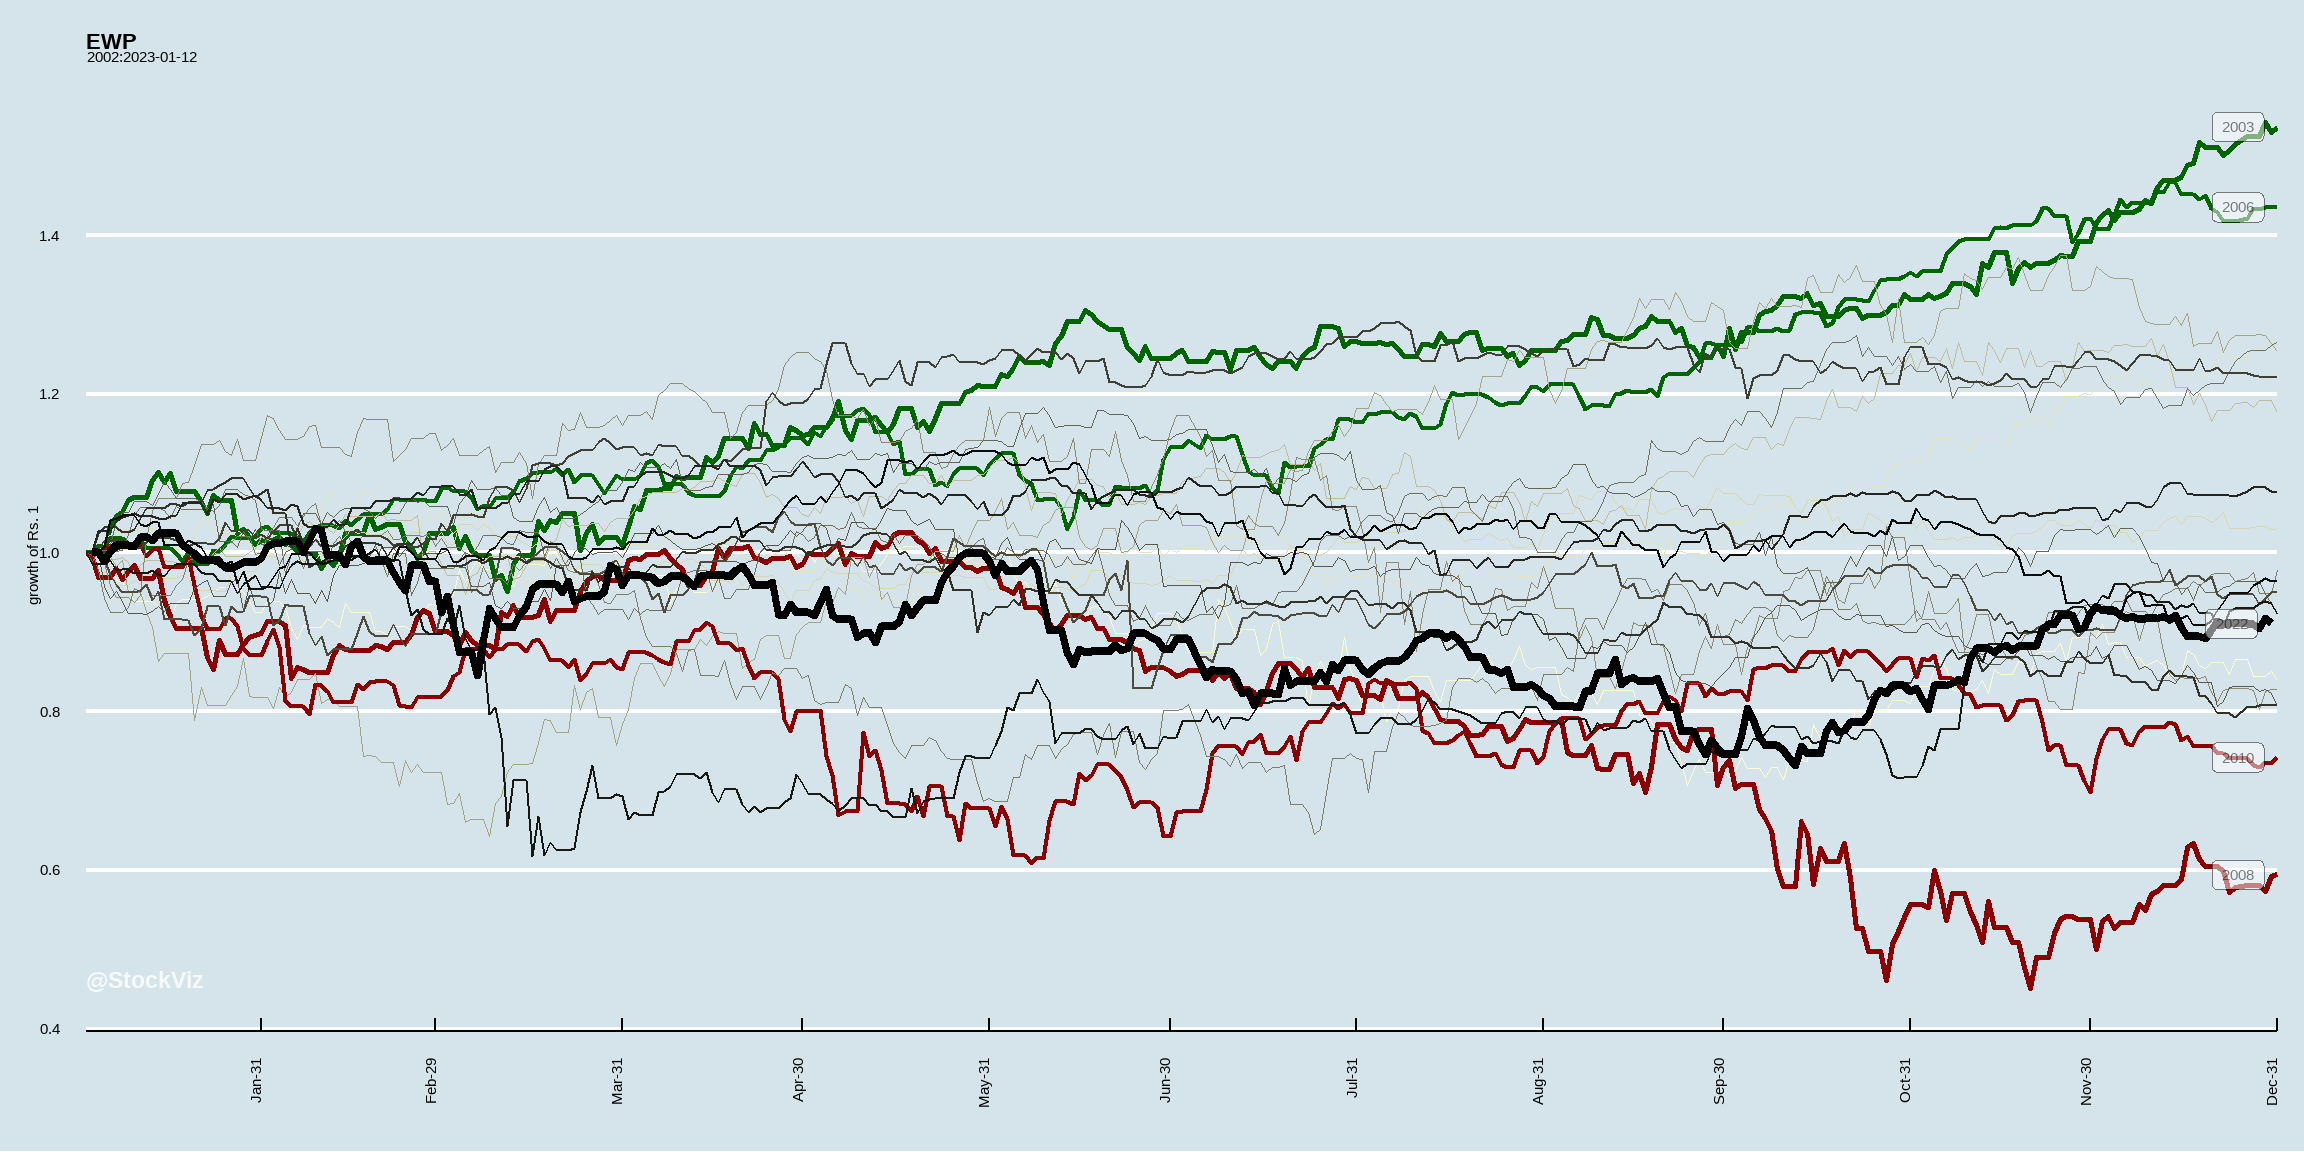 EWP
2002:2023-01-12
2003
2006
1.4
1.2
growth of Rs. 1
1.0
2022
0.8
2010
0.6
2008
@StockViz
0.4
Jan-31
Feb-29
Mar-31
Apr-30
May-31
Jun-30
Jul-31
Aug-31
Sep-30
Oct-31
Nov-30
Dec-31